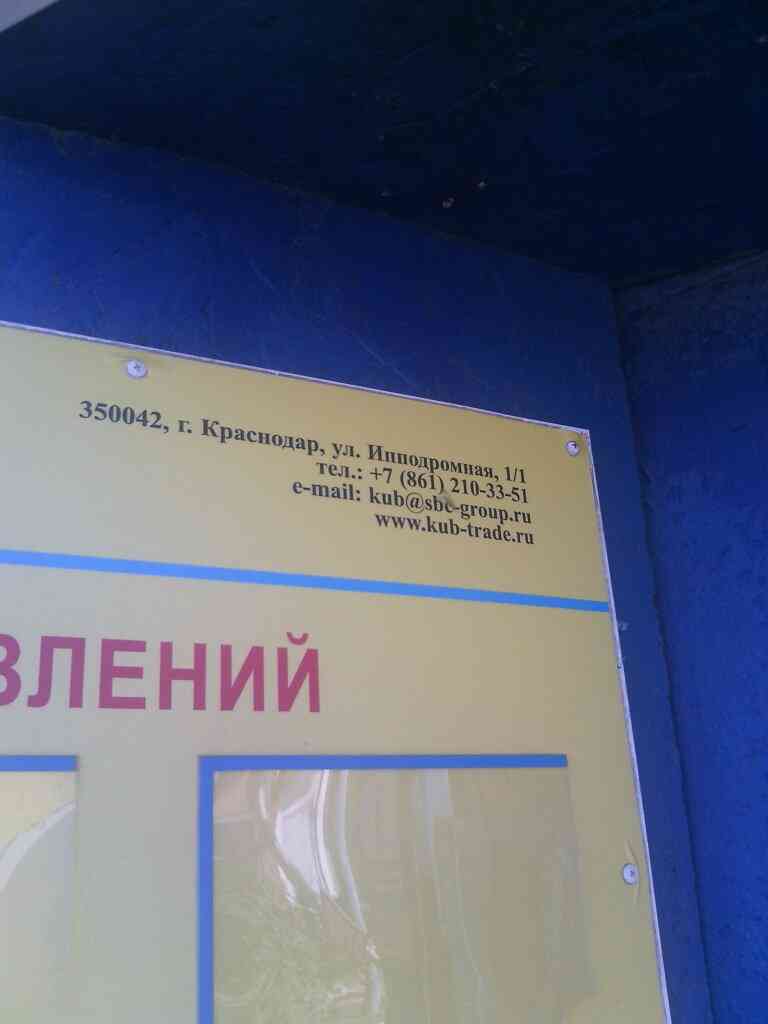 350042, г. Краснодар, ул. Ипподромная, 1/1
тел.: +7 (861) 210-33-51
e-mail: kub@sbc-group.ru
www.kub-trade.ru
ВЛЕНИЙ